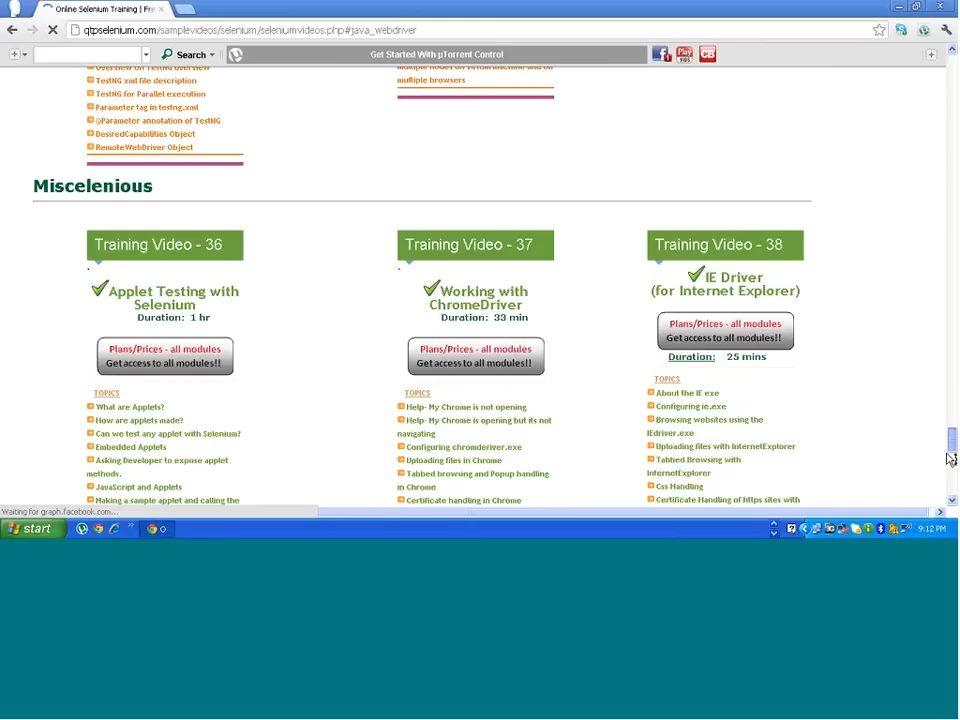 Online Selenium Training | Fre
qtpselenium.com/samplevideos/selenium/seleniumvideos.php#java_webdriver
Search
Get Started With µTorrent Control
Overview on TestNG overview
TestNG xml file description
TestNG for Parallel execution
Parameter tag in testng.xml
@Parameter annotation of TestNG
DesiredCapabilities Object
RemoteWebDriver Object
multiple nodes on virtual machine and on
multiple browsers
Miscelenious
Training Video - 36
Applet Testing with
Selenium
Duration: 1 hr
Plans/Prices - all modules
Get access to all modules!!
TOPICS
What are Applets?
How are applets made?
Can we test any applet with Selenium?
Embedded Applets
Asking Developer to expose applet
methods.
JavaScript and Applets
Making a sample applet and calling the
Training Video - 37
Working with
ChromeDriver
Duration: 33 min
Plans/Prices - all modules
Get access to all modules!!
TOPICS
Help- My Chrome is not opening
Help- My Chrome is opening but its not
navigating
Configuring chromderiver.exe
Uploading files in Chrome
Tabbed browsing and Popup handling
in Chrome
Certificate handling in Chrome
Training Video - 38
IE Driver
(for Internet Explorer)
Plans/Prices - all modules
Get access to all modules!!
Duration: 25 mins
TOPICS
About the IE exe
Configuring ie.exe
Browsing websites using the
IEdriver.exe
Uploading files with InternetExplorer
Tabbed Browsing with
InternetExplorer
Css Handling
Certificate Handling of https sites with
Waiting for graph.facebook.com...
start
9:12 PM